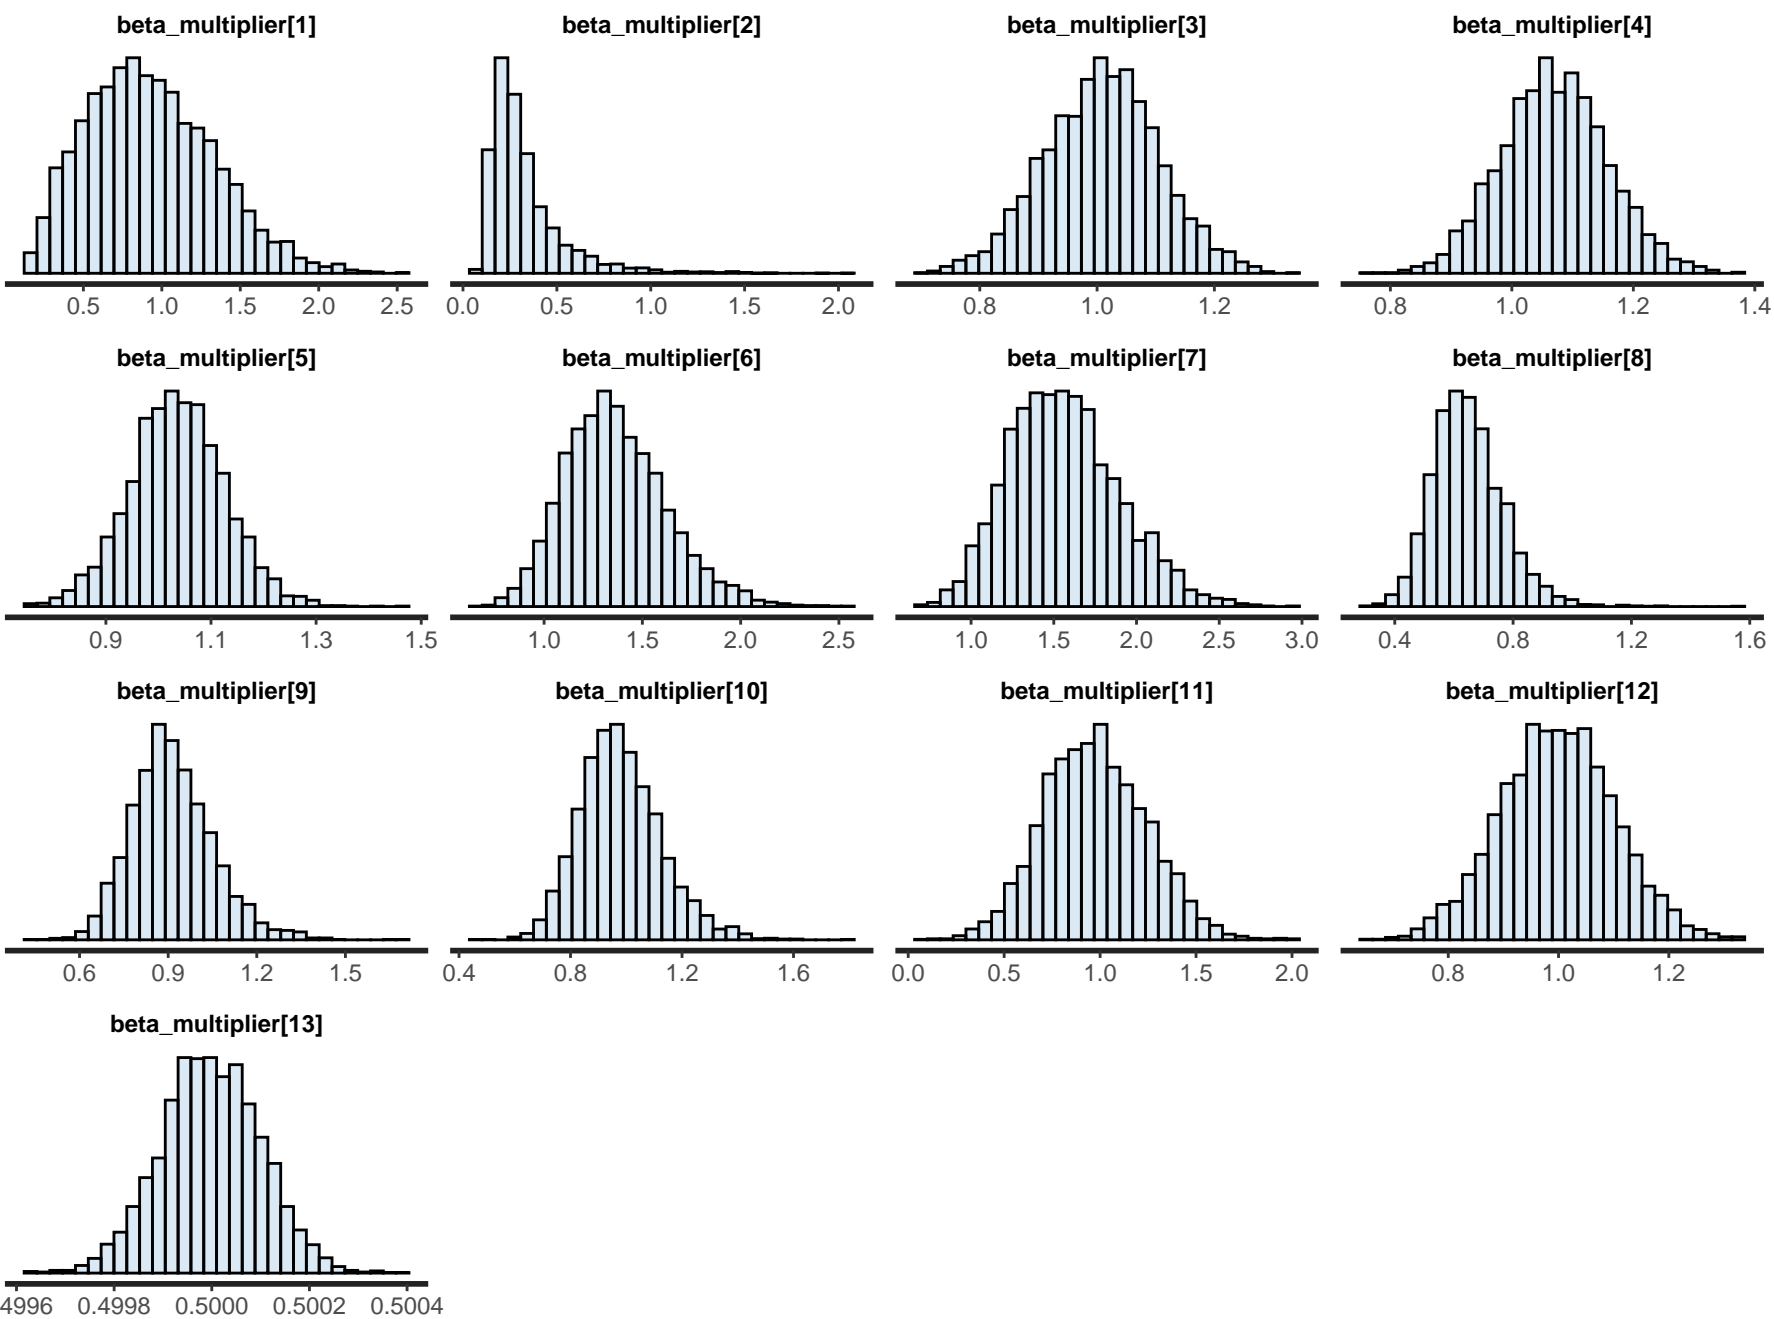 beta_multiplier[1] beta_multiplier[2] beta_multiplier[3] beta_multiplier[4]
0.5 1.0 1.5 2.0 2.5 0.0 0.5 1.0 1.5 2.0 0.8 1.0 1.2 0.8 1.0 1.2 1.4
beta_multiplier[5] beta_multiplier[6] beta_multiplier[7] beta_multiplier[8]
0.9 1.1 1.3 1.5 1.0 1.5 2.0 2.5 1.0 1.5 2.0 2.5 3.0 0.4 0.8 1.2 1.6
beta_multiplier[9] beta_multiplier[10] beta_multiplier[11] beta_multiplier[12]
0.6 0.9 1.2 1.5 0.4 0.8 1.2 1.6 0.0 0.5 1.0 1.5 2.0 0.8 1.0 1.2
beta_multiplier[13]
4996 0.4998 0.5000 0.5002 0.5004